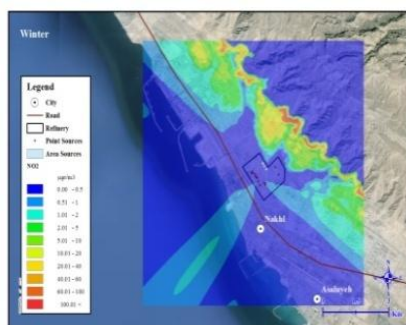 Winter
Legend
City
Road
Refinery
Point Sources
Area Sources
NO2
µgr/m3
0.00 - 0.5
0.51 - 1
1.01 - 2
2.01 - 5
5.01 - 10
10.01 - 20
20.01 - 40
40.01 - 60
60.01 - 100
100.01 <
Nakhl
Asaluyeh